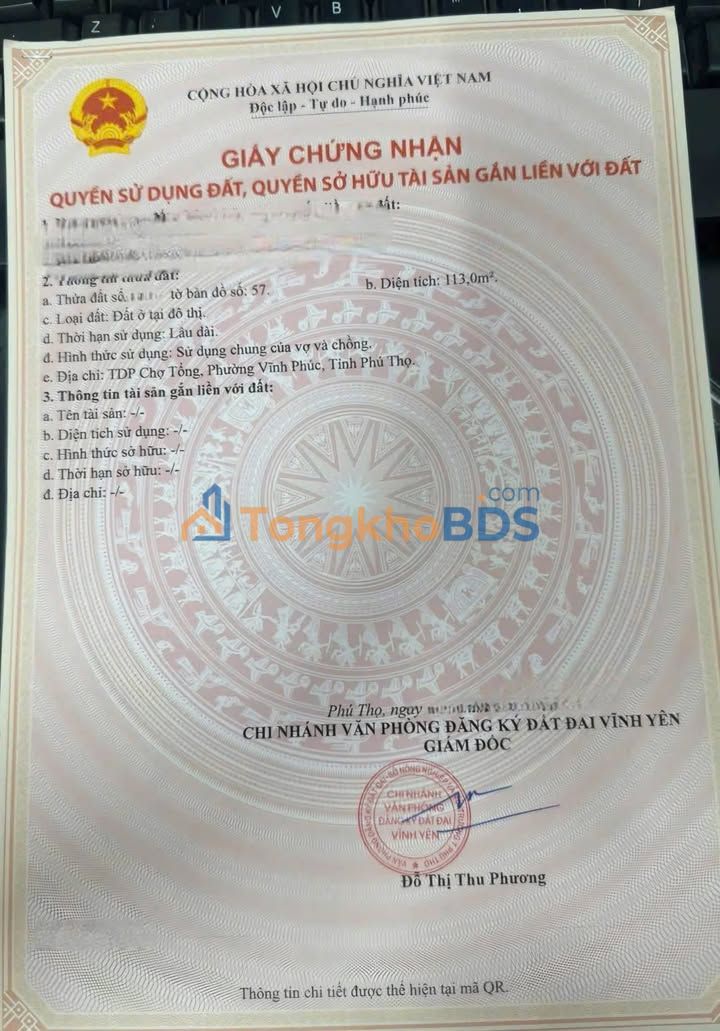 Z
V
B
CỘNG HÒA XÃ HỘI CHỦ NGHĨA VIỆT NAM
Độc lập - Tự do - Hạnh phúc
GIẤY CHỨNG NHẬN
QUYỀN SỬ DỤNG ĐẤT, QUYỀN SỞ HỮU TÀI SẢN GẮN LIỀN VỚI ĐẤT
đất:
2. Thông tin thửa đất:
a. Thửa đất số: tờ bản đồ số: 57.
b. Diện tích: 113,0m².
c. Loại đất: Đất ở tại đô thị.
d. Thời hạn sử dụng: Lâu dài.
đ. Hình thức sử dụng: Sử dụng chung của vợ và chồng.
e. Địa chỉ: TDP Chợ Tổng, Phường Vĩnh Phúc, Tỉnh Phú Thọ.
3. Thông tin tài sản gắn liền với đất:
a. Tên tài sản: -/-
b. Diện tích sử dụng: -/-
c. Hình thức sở hữu: -/-
d. Thời hạn sở hữu: -/-
đ. Địa chỉ: -/-
TongkhoBDS.com
Phú Thọ, ngày
CHI NHÁNH VĂN PHÒNG ĐĂNG KÝ ĐẤT ĐAI VĨNH YÊN
GIÁM ĐỐC
CHI NHÁNH
VĂN PHÒNG
ĐĂNG KÝ ĐẤT ĐAI
VĨNH YÊN
Đỗ Thị Thu Phương
Thông tin chi tiết được thể hiện tại mã QR.